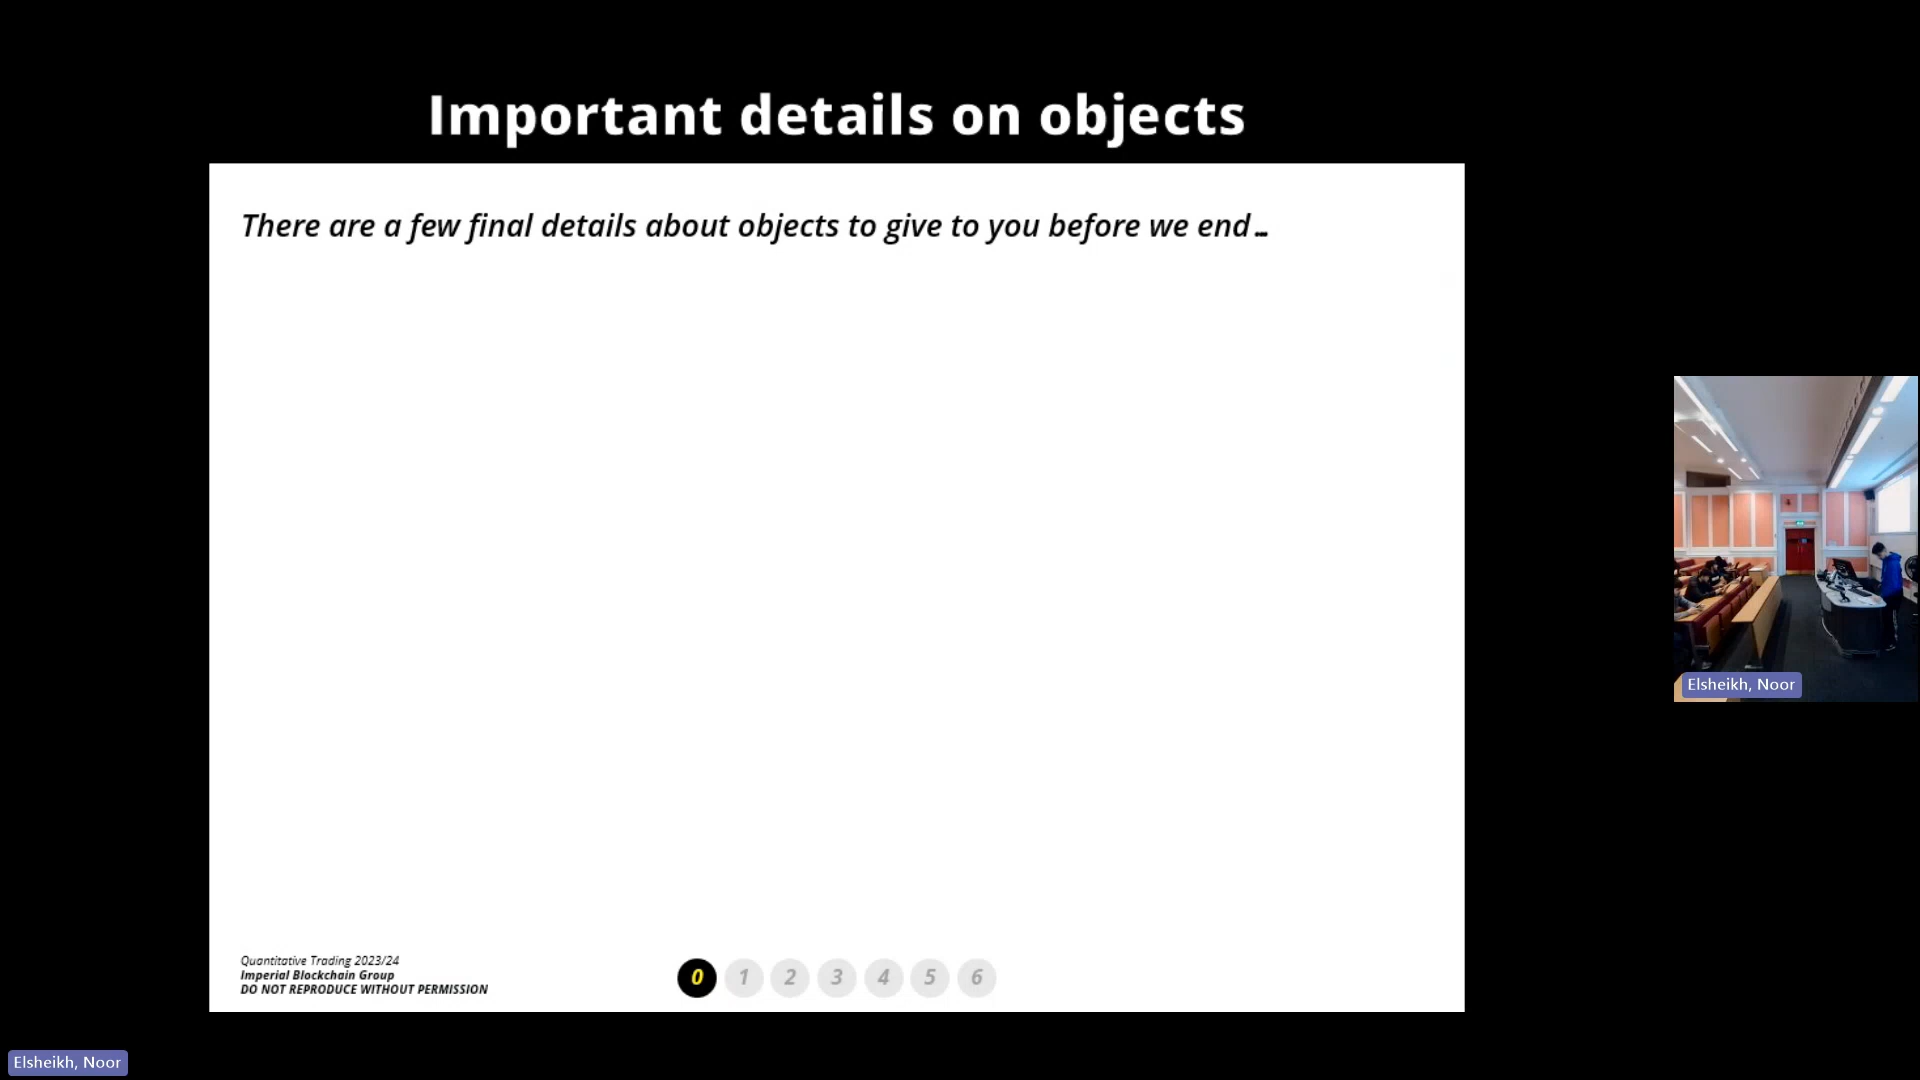 Important details on objects
There are a few final details about objects to give to you before we end...
Quantitative Trading 2023/24
Imperial Blockchain Group
DO NOT REPRODUCE WITHOUT PERMISSION
0 1 2 3 4 5 6
Elsheikh, Noor
Elsheikh, Noor